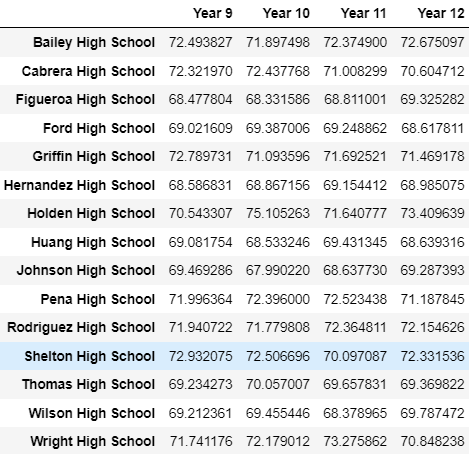 Year 9 Year 10 Year 11 Year 12
Bailey High School 72.493827 71.897498 72.374900 72.675097
Cabrera High School 72.321970 72.437768 71.008299 70.604712
Figueroa High School 68.477804 68.331586 68.811001 69.325282
Ford High School 69.021609 69.387006 69.248862 68.617811
Griffin High School 72.789731 71.093596 71.692521 71.469178
Hernandez High School 68.586831 68.867156 69.154412 68.985075
Holden High School 70.543307 75.105263 71.640777 73.409639
Huang High School 69.081754 68.533246 69.431345 68.639316
Johnson High School 69.469286 67.990220 68.637730 69.287393
Pena High School 71.996364 72.396000 72.523438 71.187845
Rodriguez High School 71.940722 71.779808 72.364811 72.154626
Shelton High School 72.932075 72.506696 70.097087 72.331536
Thomas High School 69.234273 70.057007 69.657831 69.369822
Wilson High School 69.212361 69.455446 68.378965 69.787472
Wright High School 71.741176 72.179012 73.275862 70.848238